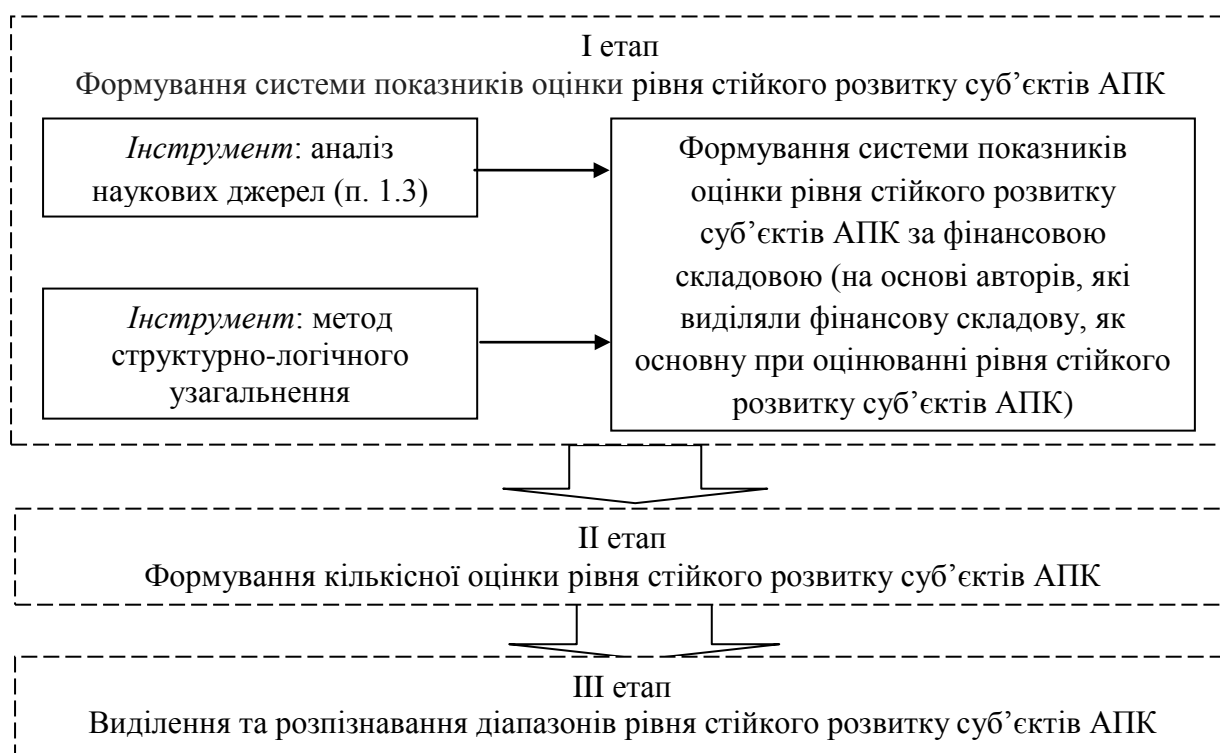 І етап
Формування системи показників оцінки рівня стійкого розвитку суб’єктів АПК
Інструмент: аналіз
наукових джерел (п. 1.3)
Інструмент: метод
структурно-логічного
узагальнення
Формування системи показників
оцінки рівня стійкого розвитку
суб’єктів АПК за фінансовою
складовою (на основі авторів, які
виділяли фінансову складову, як
основну при оцінюванні рівня стійкого
розвитку суб’єктів АПК)
ІІ етап
Формування кількісної оцінки рівня стійкого розвитку суб’єктів АПК
ІІІ етап
Виділення та розпізнавання діапазонів рівня стійкого розвитку суб’єктів АПК